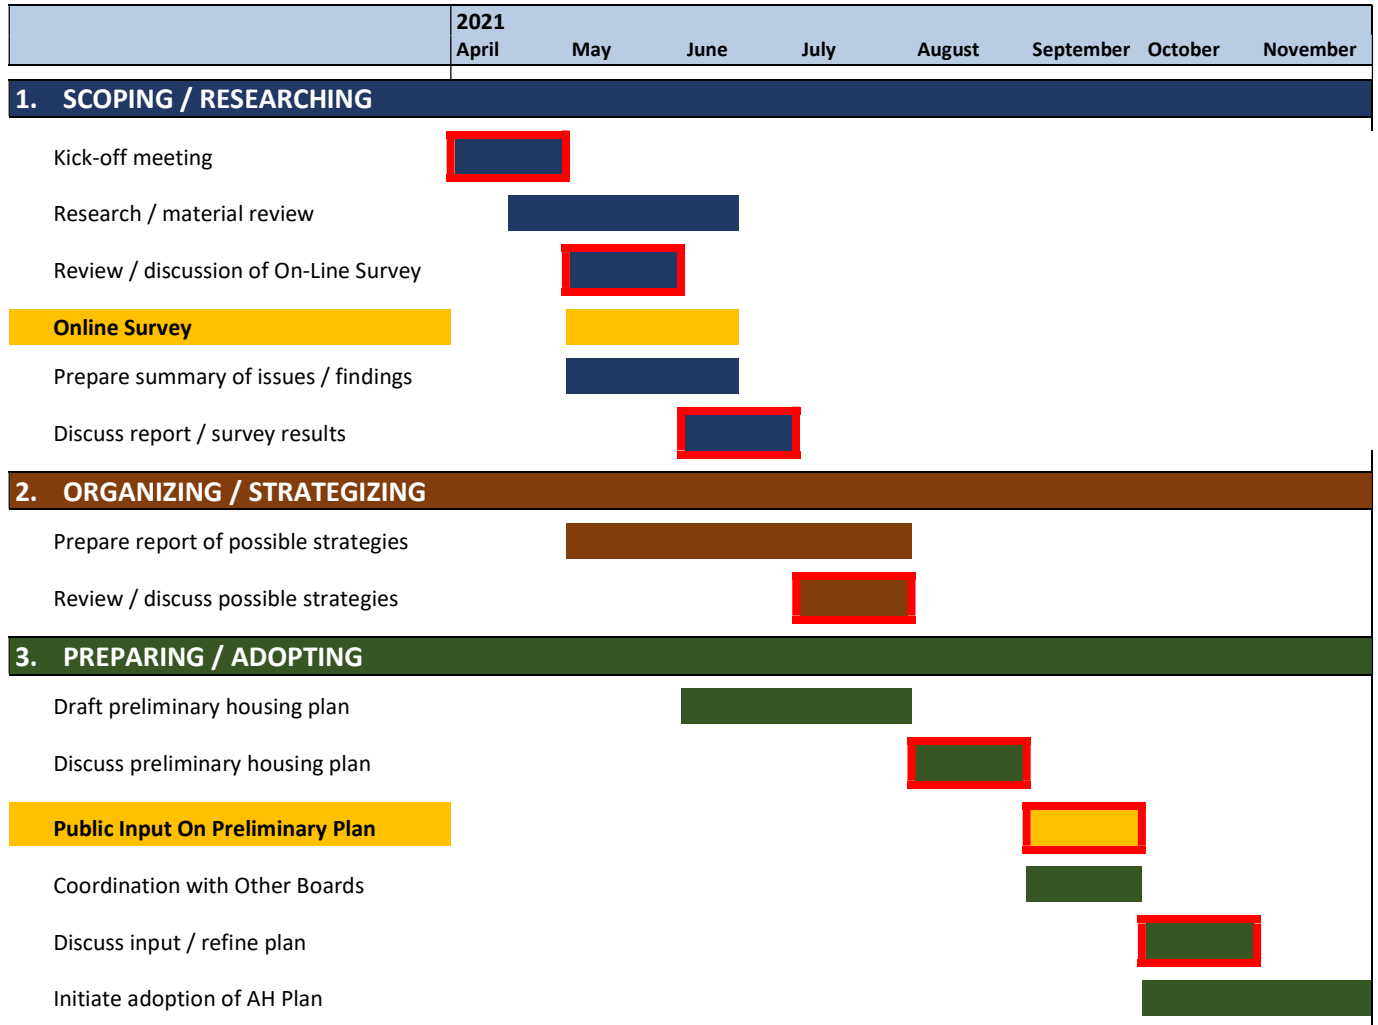 2021
April May June July August September October November
1. SCOPING / RESEARCHING
Kick-off meeting
Research / material review
Review / discussion of On-Line Survey
Online Survey
Prepare summary of issues / findings
Discuss report / survey results
2. ORGANIZING / STRATEGIZING
Prepare report of possible strategies
Review / discuss possible strategies
3. PREPARING / ADOPTING
Draft preliminary housing plan
Discuss preliminary housing plan
Public Input On Preliminary Plan
Coordination with Other Boards
Discuss input / refine plan
Initiate adoption of AH Plan